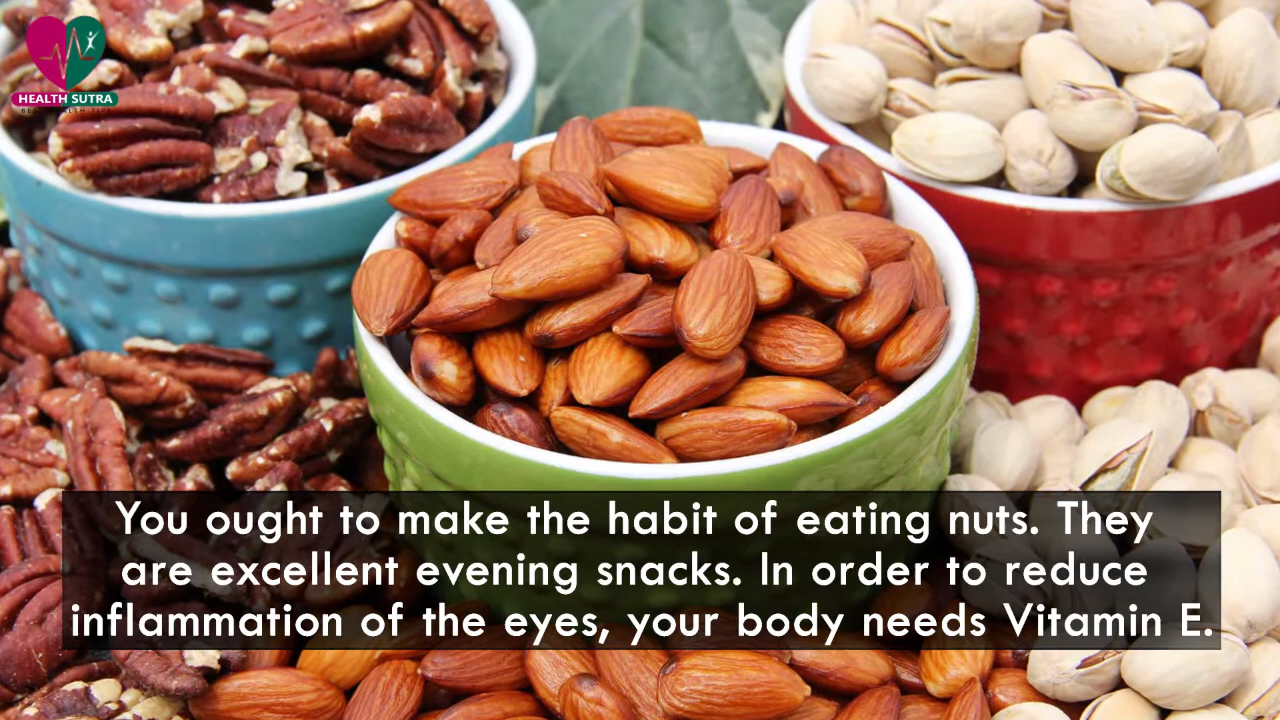 HEALTH SUTRA
You ought to make the habit of eating nuts. They
are excellent evening snacks. In order to reduce
inflammation of the eyes, your body needs Vitamin E.